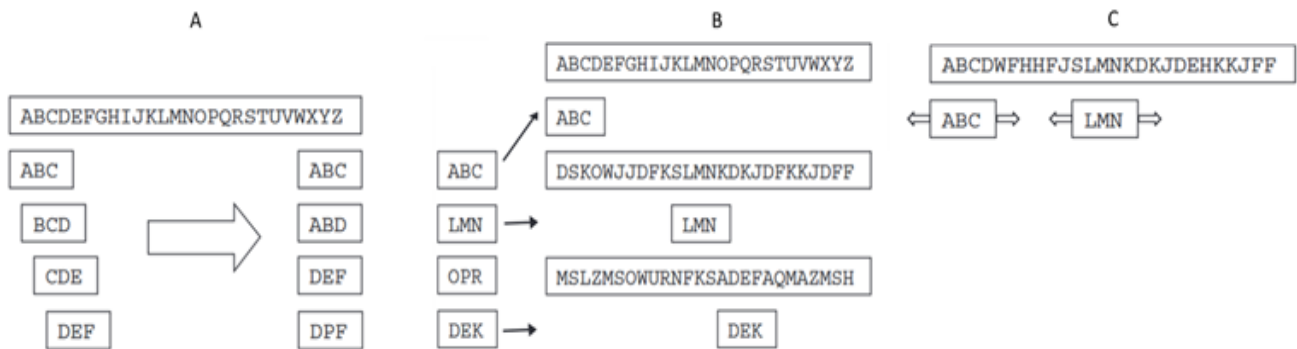 A
ABCDEFGHIJKLMNOPQRSTUVWXYZ
ABC
BCD
CDE
DEF
ABC
ABD
DEF
DPF
B
ABC
LMN
OPR
DEK
ABCDEFGHIJKLMNOPQRSTUVWXYZ
ABC
DSKOWJJDFKSLMNKDKJDFKKJDFF
LMN
MSLZMSOWURNFKSADEFAQMAZMSH
DEK
C
ABCDWFHHFJSLMNKDKJDEHKKJFF
ABC
LMN